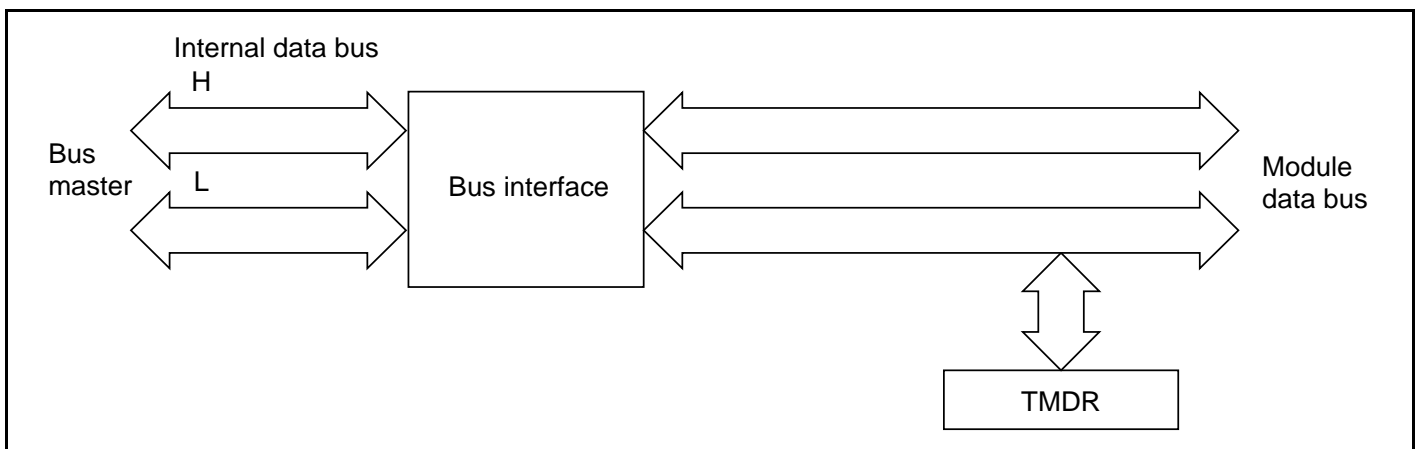 Internal data bus
H
Bus
master
L
Bus interface
Module
data bus
TMDR